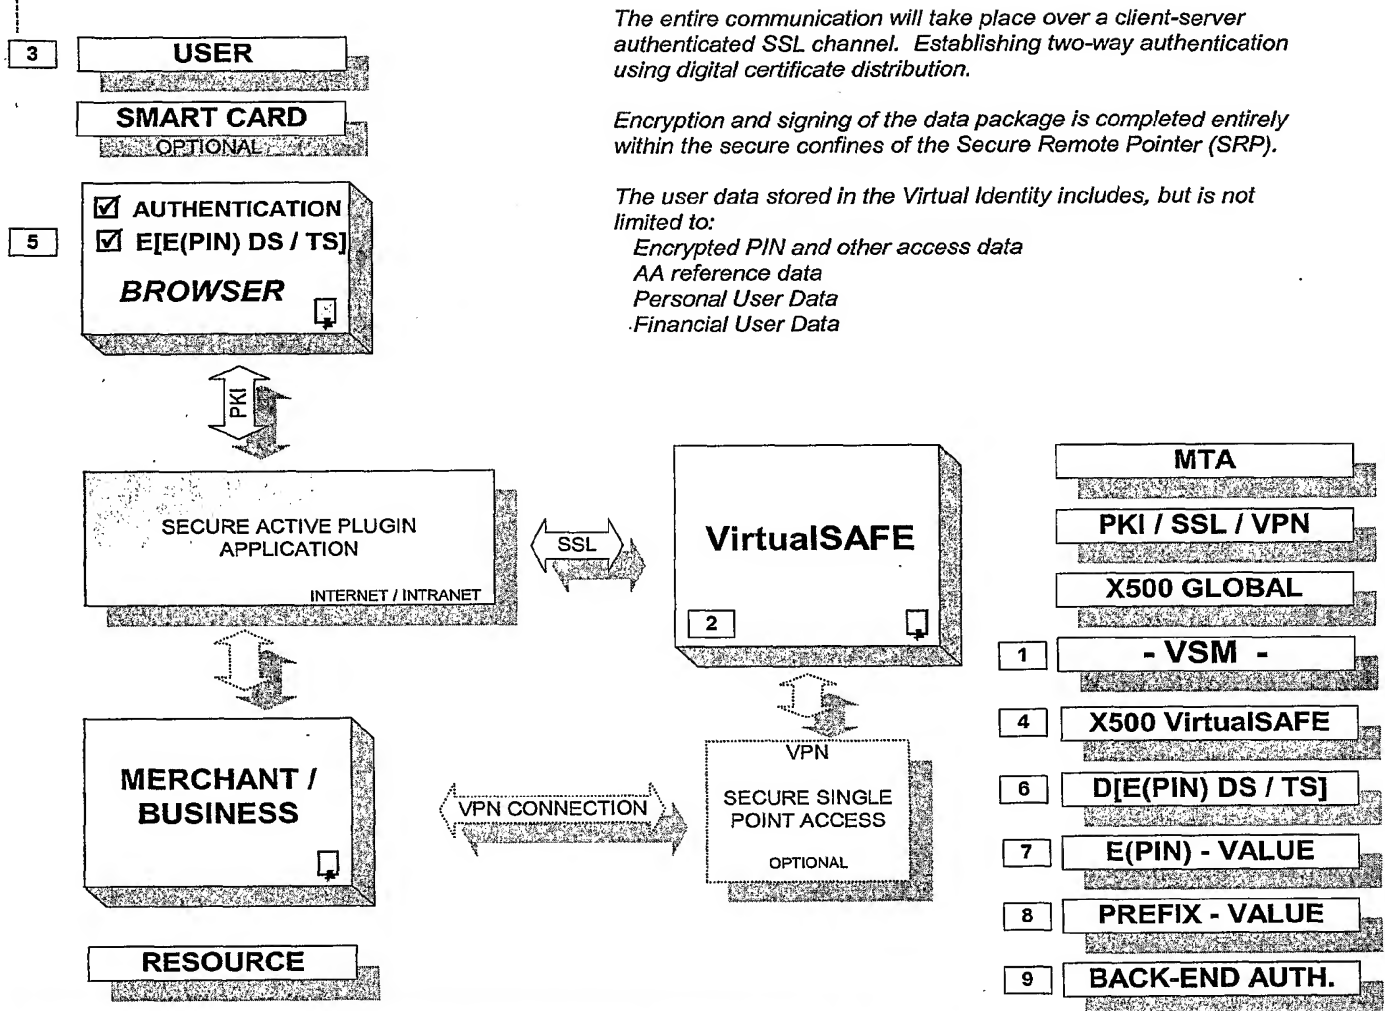 The entire communication will take place over a client-server
authenticated SSL channel. Establishing two-way authentication
using digital certificate distribution.
Encryption and signing of the data package is completed entirely
within the secure confines of the Secure Remote Pointer (SRP).
The user data stored in the Virtual Identity includes, but is not
limited to:
Encrypted PIN and other access data
AA reference data
Personal User Data
Financial User Data
3
USER
SMART CARD
OPTIONAL
AUTHENTICATION
5
E[E(PIN) DS / TS]
BROWSER
PKI
SECURE ACTIVE PLUGIN
APPLICATION
INTERNET / INTRANET
SSL
VirtualSAFE
2
MERCHANT /
BUSINESS
VPN CONNECTION
VPN
SECURE SINGLE
POINT ACCESS
OPTIONAL
RESOURCE
MTA
PKI / SSL / VPN
X500 GLOBAL
1
- VSM -
4
X500 VirtualSAFE
6
D[E(PIN) DS / TS]
7
E(PIN) - VALUE
8
PREFIX - VALUE
9
BACK-END AUTH.